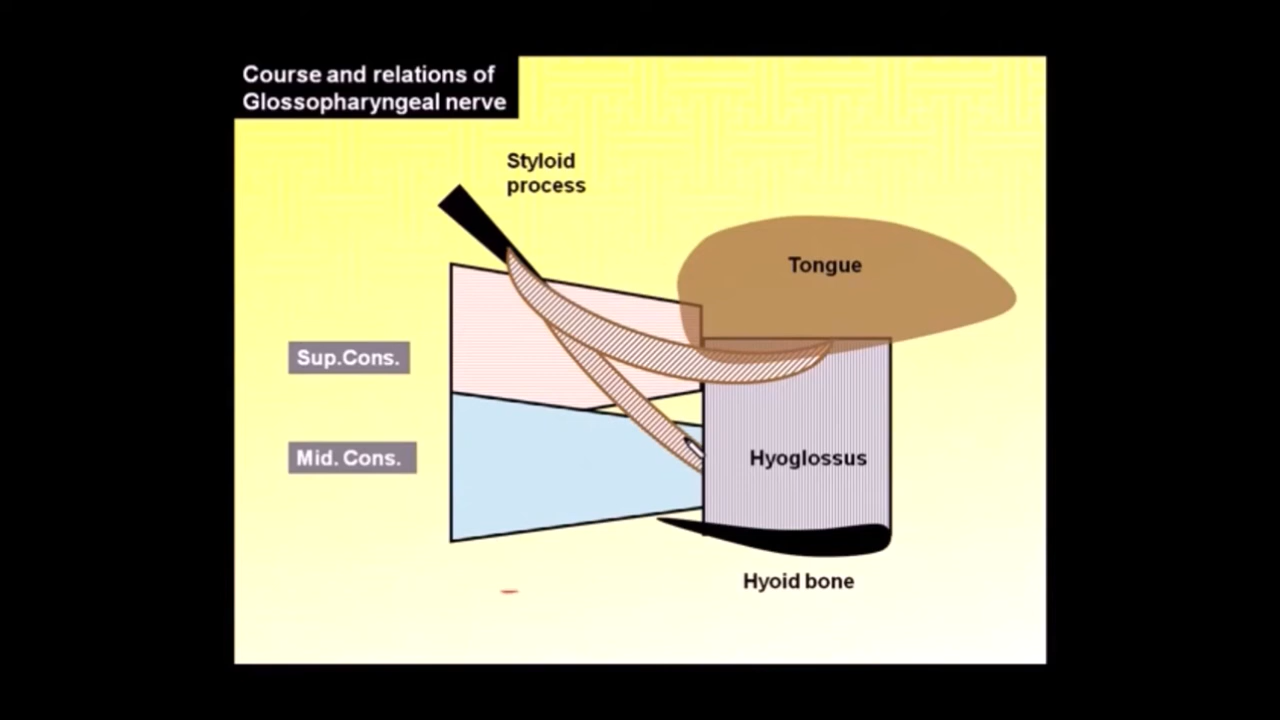 Course and relations of
Glossopharyngeal nerve
Styloid
process
Tongue
Sup.Cons.
Mid. Cons.
Hyoglossus
Hyoid bone